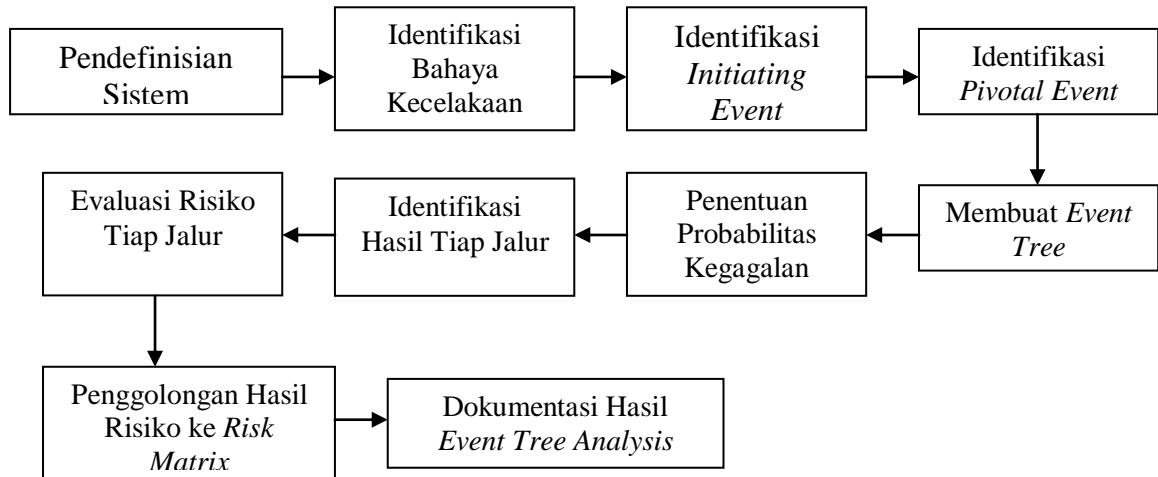 Pendefinisian
Sistem
Identifikasi
Bahaya
Kecelakaan
Identifikasi
Initiating
Event
Identifikasi
Pivotal Event
Membuat Event
Tree
Penentuan
Probabilitas
Kegagalan
Identifikasi
Hasil Tiap Jalur
Evaluasi Risiko
Tiap Jalur
Penggolongan Hasil
Risiko ke Risk
Matrix
Dokumentasi Hasil
Event Tree Analysis